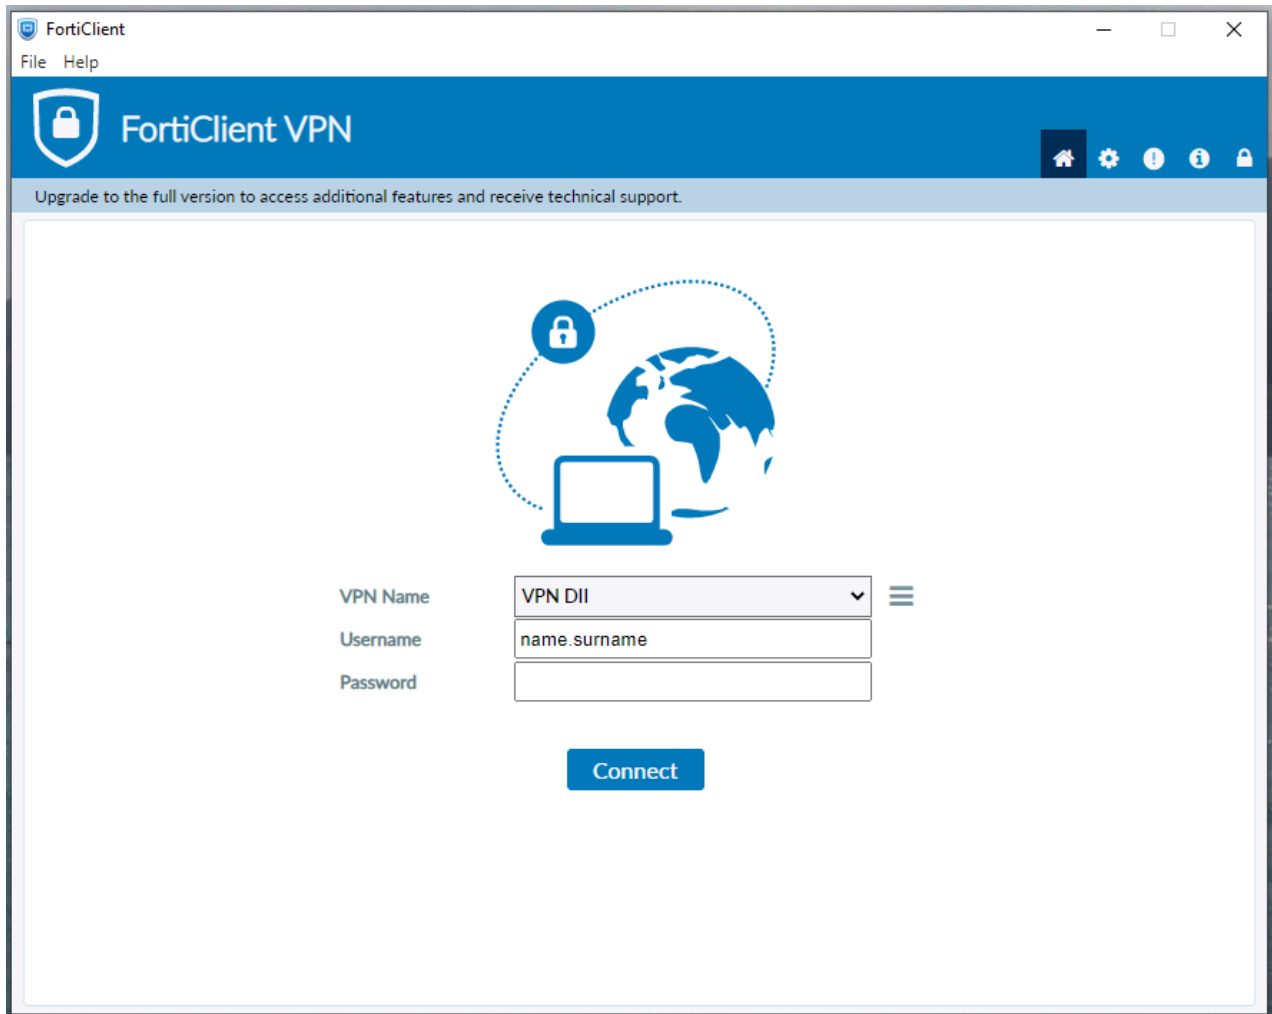 FortiClient
File Help
FortiClient VPN
Upgrade to the full version to access additional features and receive technical support.
VPN Name VPN DII
Username name.surname
Password
Connect